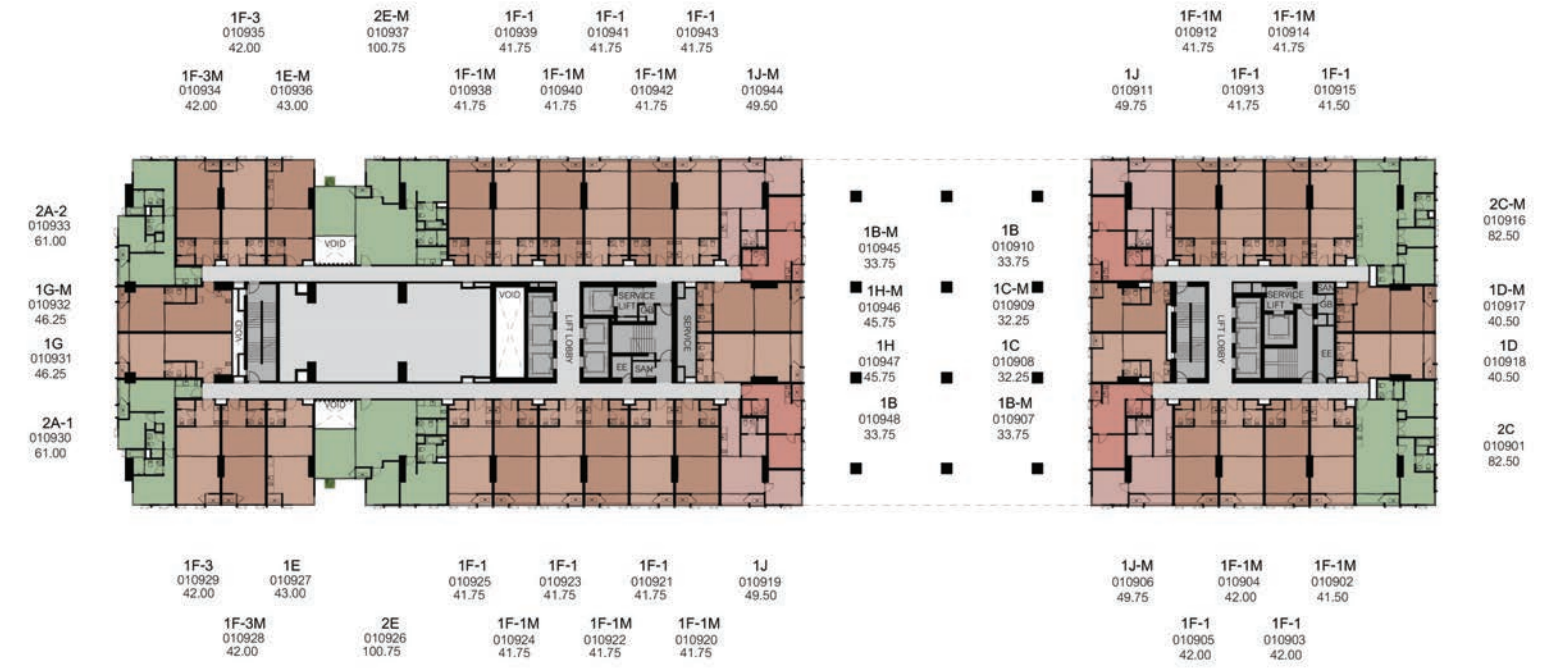 1F-3
010935
42.00
2E-M
010937
100.75
1F-1
010939
41.75
1F-1
010941
41.75
1F-1
010943
41.75
1F-1M
010912
41.75
1F-1M
010914
41.75
1F-3M
010934
42.00
1E-M
010936
43.00
1F-1M
010938
41.75
1F-1M
010940
41.75
1F-1M
010942
41.75
1J-M
010944
49.50
1J
010911
49.75
1F-1
010913
41.75
1F-1
010915
41.50
2A-2
010933
61.00
1G-M
010932
46.25
1G
010931
46.25
2A-1
010930
61.00
VOID
VOID
VOID
VOID
LIFT LOBBY
SERVICE
LIFT
GB
EE
SAN
SERVICE
1B-M
010945
33.75
1H-M
010946
45.75
1H
010947
45.75
1B
010948
33.75
1B
010910
33.75
1C-M
010909
32.25
1C
010908
32.25
1B-M
010907
33.75
LIFT LOBBY
SERVICE
LIFT
SAN
GB
EE
2C-M
010916
82.50
1D-M
010917
40.50
1D
010918
40.50
2C
010901
82.50
1F-3
010929
42.00
1E
010927
43.00
1F-1
010925
41.75
1F-1
010923
41.75
1F-1
010921
41.75
1J
010919
49.50
1J-M
010906
49.75
1F-1M
010904
42.00
1F-1M
010902
41.50
1F-3M
010928
42.00
2E
010926
100.75
1F-1M
010924
41.75
1F-1M
010922
41.75
1F-1M
010920
41.75
1F-1
010905
42.00
1F-1
010903
42.00